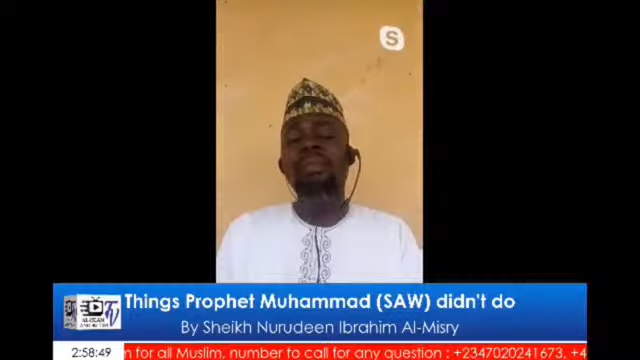 S
Things Prophet Muhammad (SAW) didn't do
By Sheikh Nurudeen Ibrahim Al-Misry
TV
2:58:49
n for all Muslim, number to call for any question : +2347020241673, +4